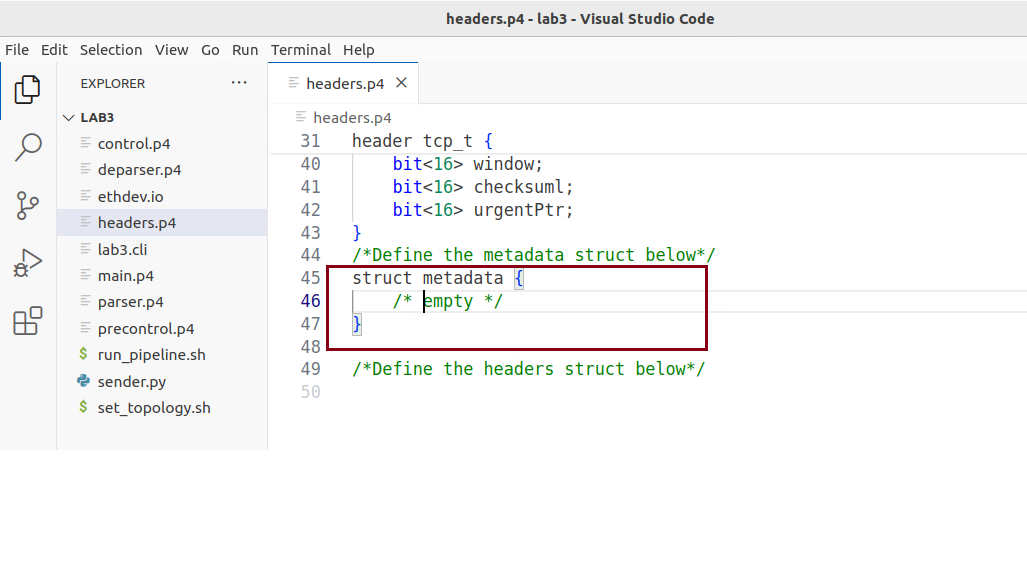 headers.p4 - lab3 - Visual Studio Code
File Edit Selection View Go Run Terminal Help
EXPLORER ···
LAB3
control.p4
deparser.p4
ethdev.io
headers.p4
lab3.cli
main.p4
parser.p4
precontrol.p4
$ run_pipeline.sh
sender.py
$ set_topology.sh
headers.p4 ×
headers.p4
31 header tcp_t {
40 bit<16> window;
41 bit<16> checksuml;
42 bit<16> urgentPtr;
43 }
44 /*Define the metadata struct below*/
45 struct metadata {
46 /* empty */
47 }
48
49 /*Define the headers struct below*/
50